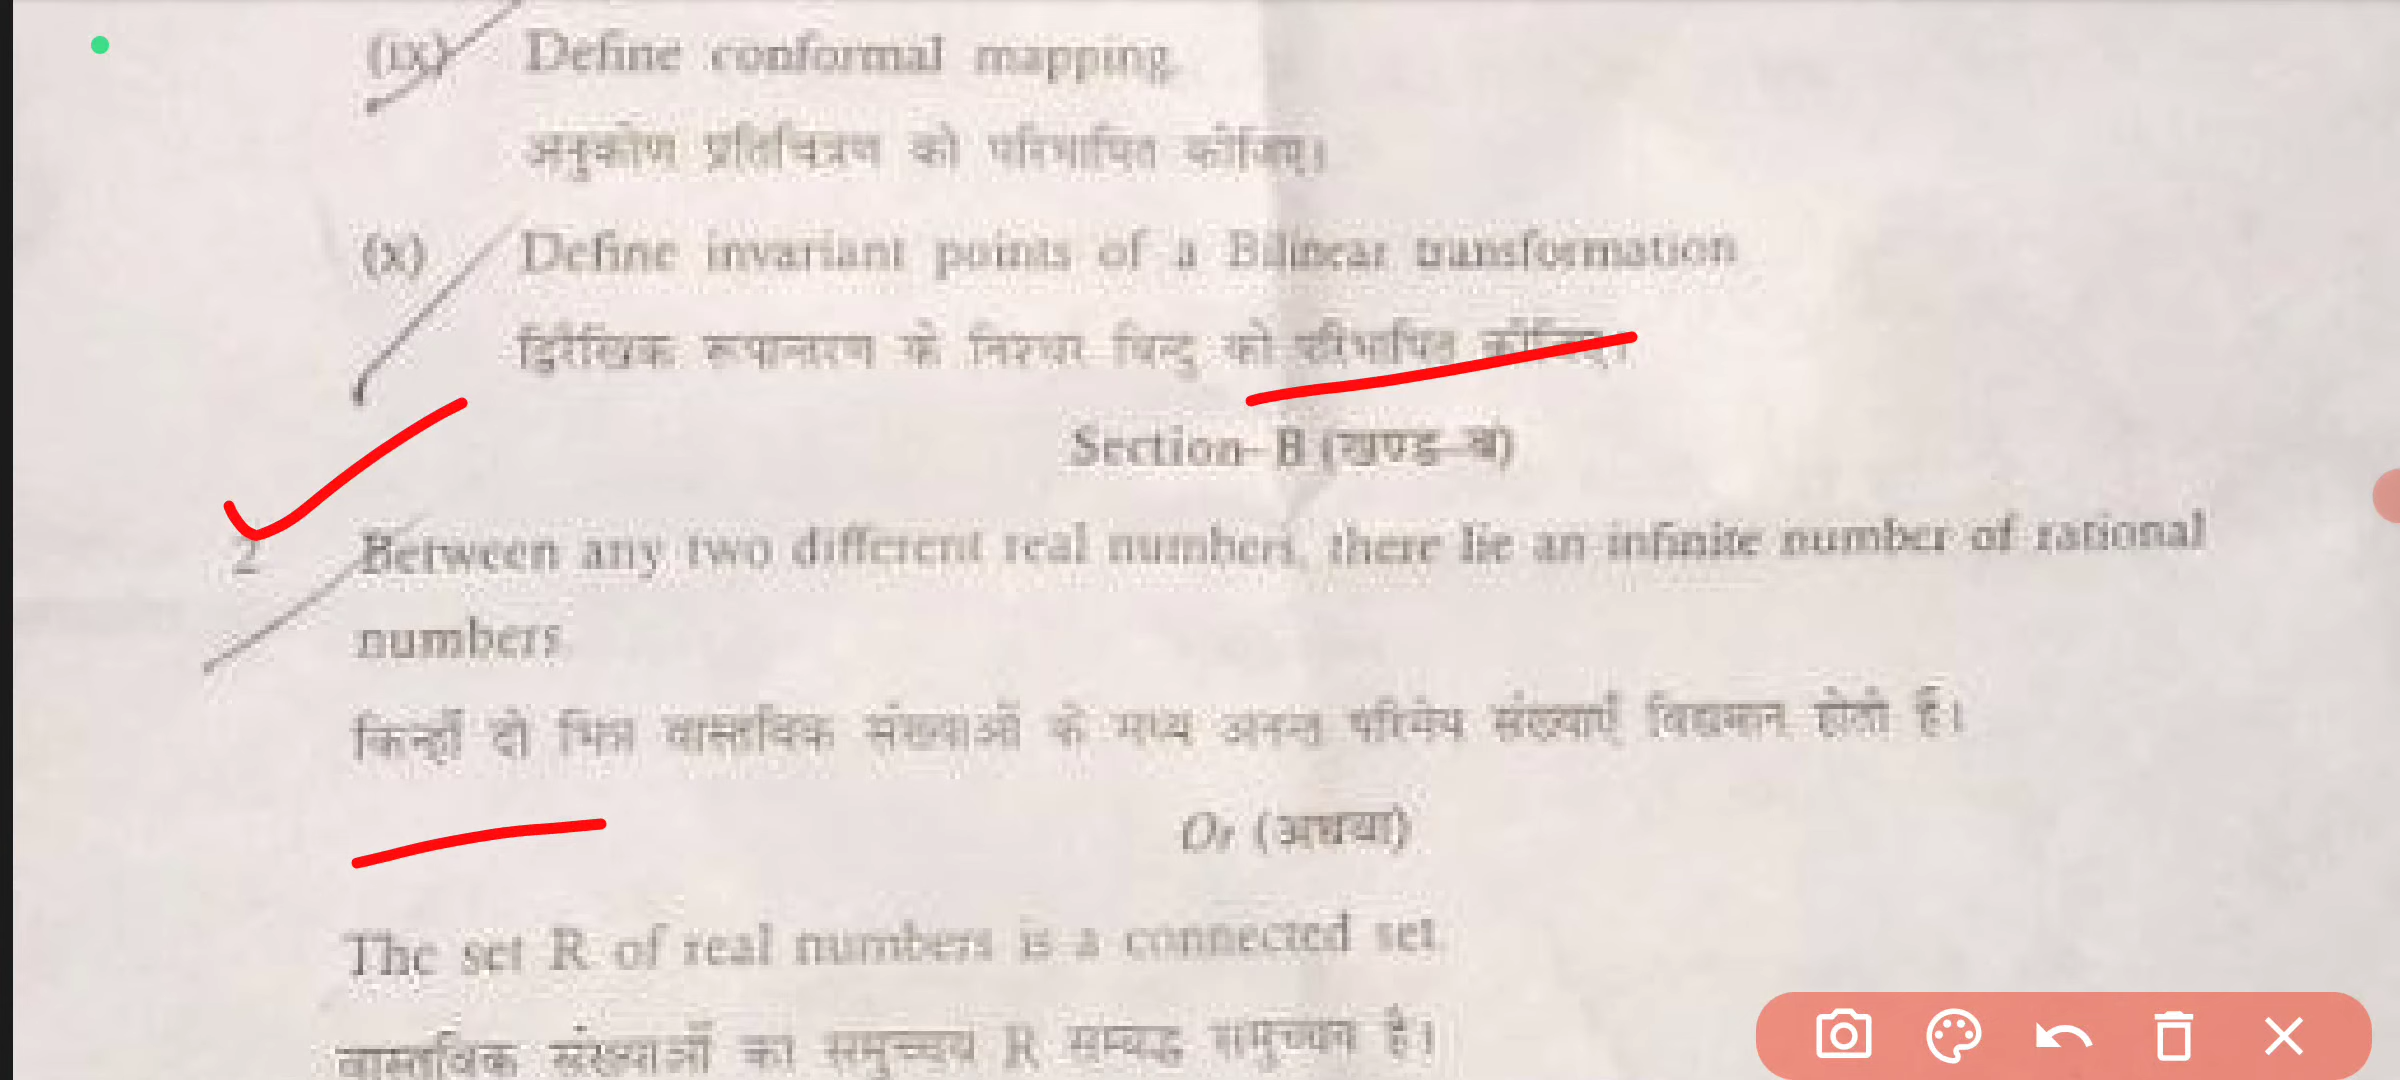 (ix) Define conformal mapping.
अनुकोण प्रतिचित्रण को परिभाषित कीजिए।
(x) Define invariant points of a Bilinear transformation
द्विरैखिक रूपान्तरण के निश्चर बिन्दु को परिभाषित कीजिए।
Section-B (खण्ड-ब)
2 Between any two different real numbers, there lie an infinite number of rational
numbers.
किन्हीं दो भिन्न वास्तविक संख्याओं के मध्य अनन्त परिमेय संख्याएँ विद्यमान होती हैं।
Or (अथवा)
The set R of real numbers is a connected set.
वास्तविक संख्याओं का समुच्चय R सम्बद्ध समुच्चय है।